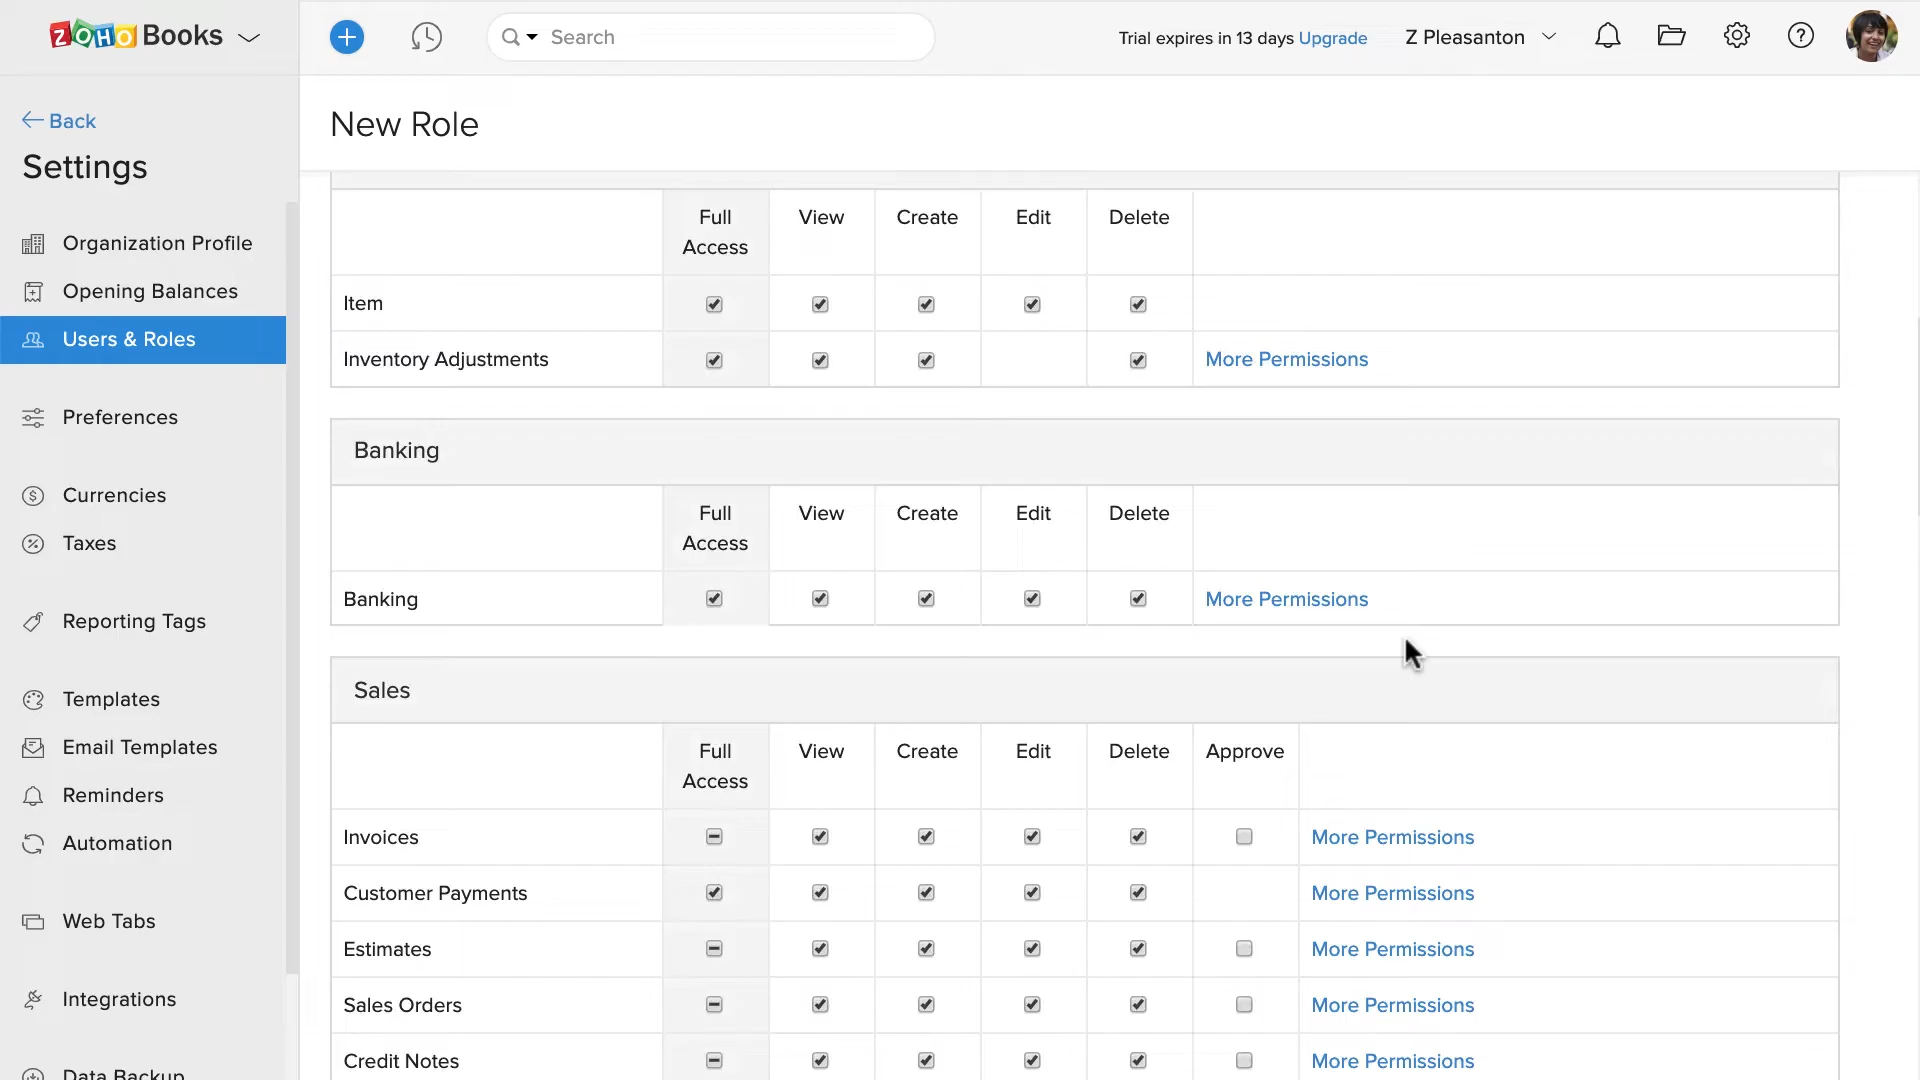 ZOHO Books
Search
Trial expires in 13 days Upgrade
Z Pleasanton
Back
Settings
Organization Profile
Opening Balances
Users & Roles
Preferences
Currencies
Taxes
Reporting Tags
Templates
Email Templates
Reminders
Automation
Web Tabs
Integrations
Data Backup
New Role
Full Access View Create Edit Delete
Item
Inventory Adjustments More Permissions
Banking
Full Access View Create Edit Delete
Banking More Permissions
Sales
Full Access View Create Edit Delete Approve
Invoices More Permissions
Customer Payments More Permissions
Estimates More Permissions
Sales Orders More Permissions
Credit Notes More Permissions